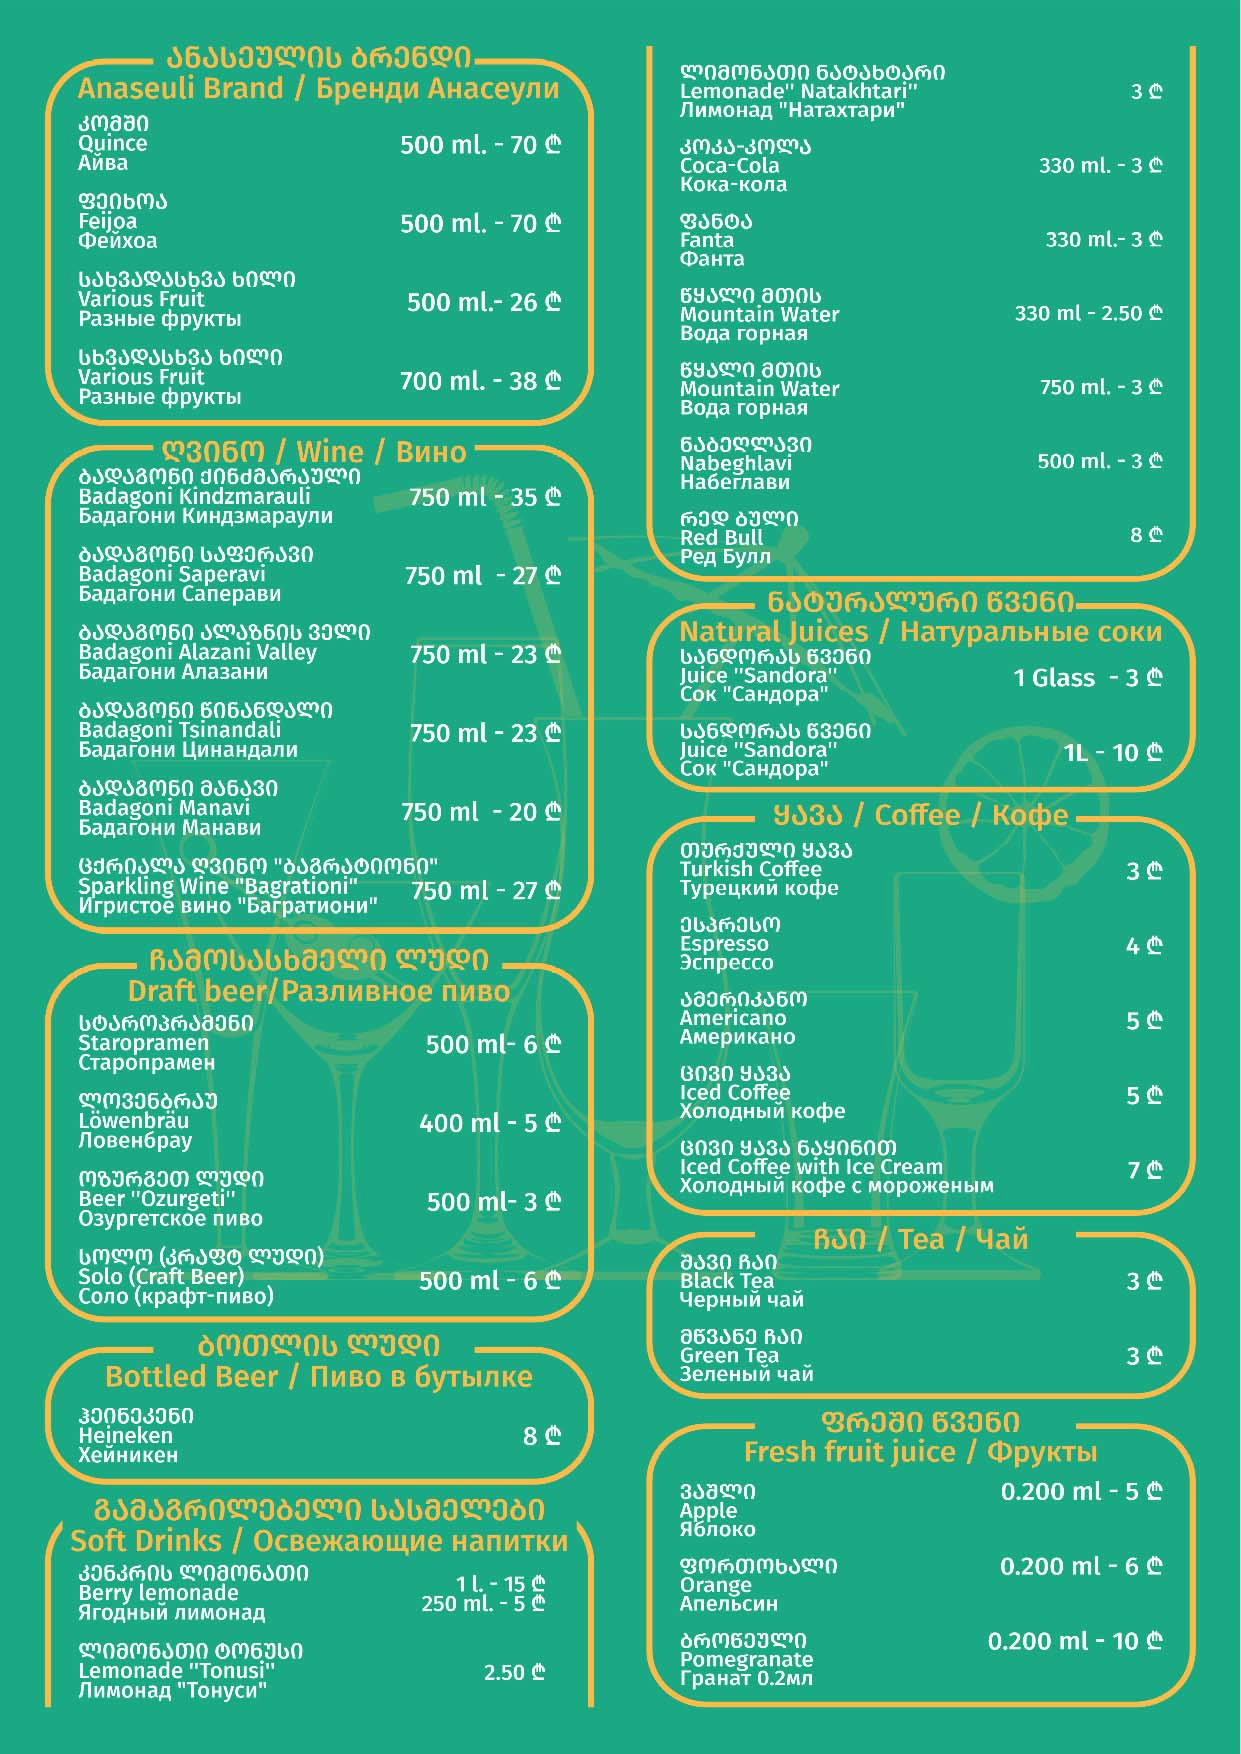 ანასეულის ბრენდი
Anaseuli Brand / Бренди Анасеули
კომში
Quince
500 ml. - 70 ₾
Айва
ფეიხოა
Feijoa
500 ml. - 70 ₾
Фейхоа
სახვადასხვა ხილი
Various Fruit
500 ml.- 26 ₾
Разные фрукты
სხვადასხვა ხილი
Various Fruit
700 ml. - 38 ₾
Разные фрукты
ღვინო / Wine / Вино
ბადაგონი ქინძმარაული
Badagoni Kindzmarauli
750 ml - 35 ₾
Бадагони Киндзмараули
ბადაგონი საფერავი
Badagoni Saperavi
750 ml - 27 ₾
Бадагони Саперави
ბადაგონი ალაზნის ველი
Badagoni Alazani Valley
750 ml - 23 ₾
Бадагони Алазани
ბადაგონი წინანდალი
Badagoni Tsinandali
750 ml - 23 ₾
Бадагони Цинандали
ბადაგონი მანავი
Badagoni Manavi
750 ml - 20 ₾
Бадагони Манави
ცქრიალა ღვინო "ბაგრატიონი"
Sparkling Wine "Bagrationi"
750 ml - 27 ₾
Игристое вино "Багратиони"
ჩამოსასხმელი ლუდი
Draft beer/Разливное пиво
სტაროპრამენი
Staropramen
500 ml- 6 ₾
Старопрамен
ლოვენბრაუ
Löwenbräu
400 ml - 5 ₾
Ловенбрау
ოზურგეთ ლუდი
Beer ''Ozurgeti''
500 ml- 3 ₾
Озургетское пиво
სოლო (კრაფტ ლუდი)
Solo (Craft Beer)
500 ml - 6 ₾
Соло (крафт-пиво)
ბოთლის ლუდი
Bottled Beer / Пиво в бутылке
ჰეინეკენი
Heineken
8 ₾
Хейникен
გამაგრილებელი სასმელები
Soft Drinks / Освежающие напитки
კენკრის ლიმონათი
1 l. - 15 ₾
Berry lemonade
250 ml. - 5 ₾
Ягодный лимонад
ლიმონათი ტონუსი
Lemonade ''Tonusi''
2.50 ₾
Лимонад "Тонуси"
ლიმონათი ნატახტარი
Lemonade'' Natakhtari''
3 ₾
Лимонад "Натахтари"
კოკა-კოლა
Coca-Cola
330 ml. - 3 ₾
Кока-кола
ფანტა
Fanta
330 ml.- 3 ₾
Фанта
წყალი მთის
Mountain Water
330 ml - 2.50 ₾
Вода горная
წყალი მთის
Mountain Water
750 ml. - 3 ₾
Вода горная
ნაბეღლავი
Nabeghlavi
500 ml. - 3 ₾
Набеглави
რედ ბული
Red Bull
8 ₾
Ред Булл
ნატურალური წვენი
Natural Juices / Натуральные соки
სანდორას წვენი
Juice ''Sandora''
1 Glass - 3 ₾
Сок "Сандора"
სანდორას წვენი
Juice ''Sandora''
1L - 10 ₾
Сок "Сандора"
ყავა / Coffee / Кофе
თურქული ყავა
Turkish Coffee
3 ₾
Турецкий кофе
ესპრესო
Espresso
4 ₾
Эспрессо
ამერიკანო
Americano
5 ₾
Американо
ცივი ყავა
Iced Coffee
5 ₾
Холодный кофе
ცივი ყავა ნაყინით
Iced Coffee with Ice Cream
7 ₾
Холодный кофе с мороженым
ჩაი / Tea / Чай
შავი ჩაი
Black Tea
3 ₾
Черный чай
მწვანე ჩაი
Green Tea
3 ₾
Зеленый чай
ფრეში წვენი
Fresh fruit juice / Фрукты
ვაშლი
0.200 ml - 5 ₾
Apple
Яблоко
ფორთოხალი
0.200 ml - 6 ₾
Orange
Апельсин
ბროწეული
0.200 ml - 10 ₾
Pomegranate
Гранат 0.2мл